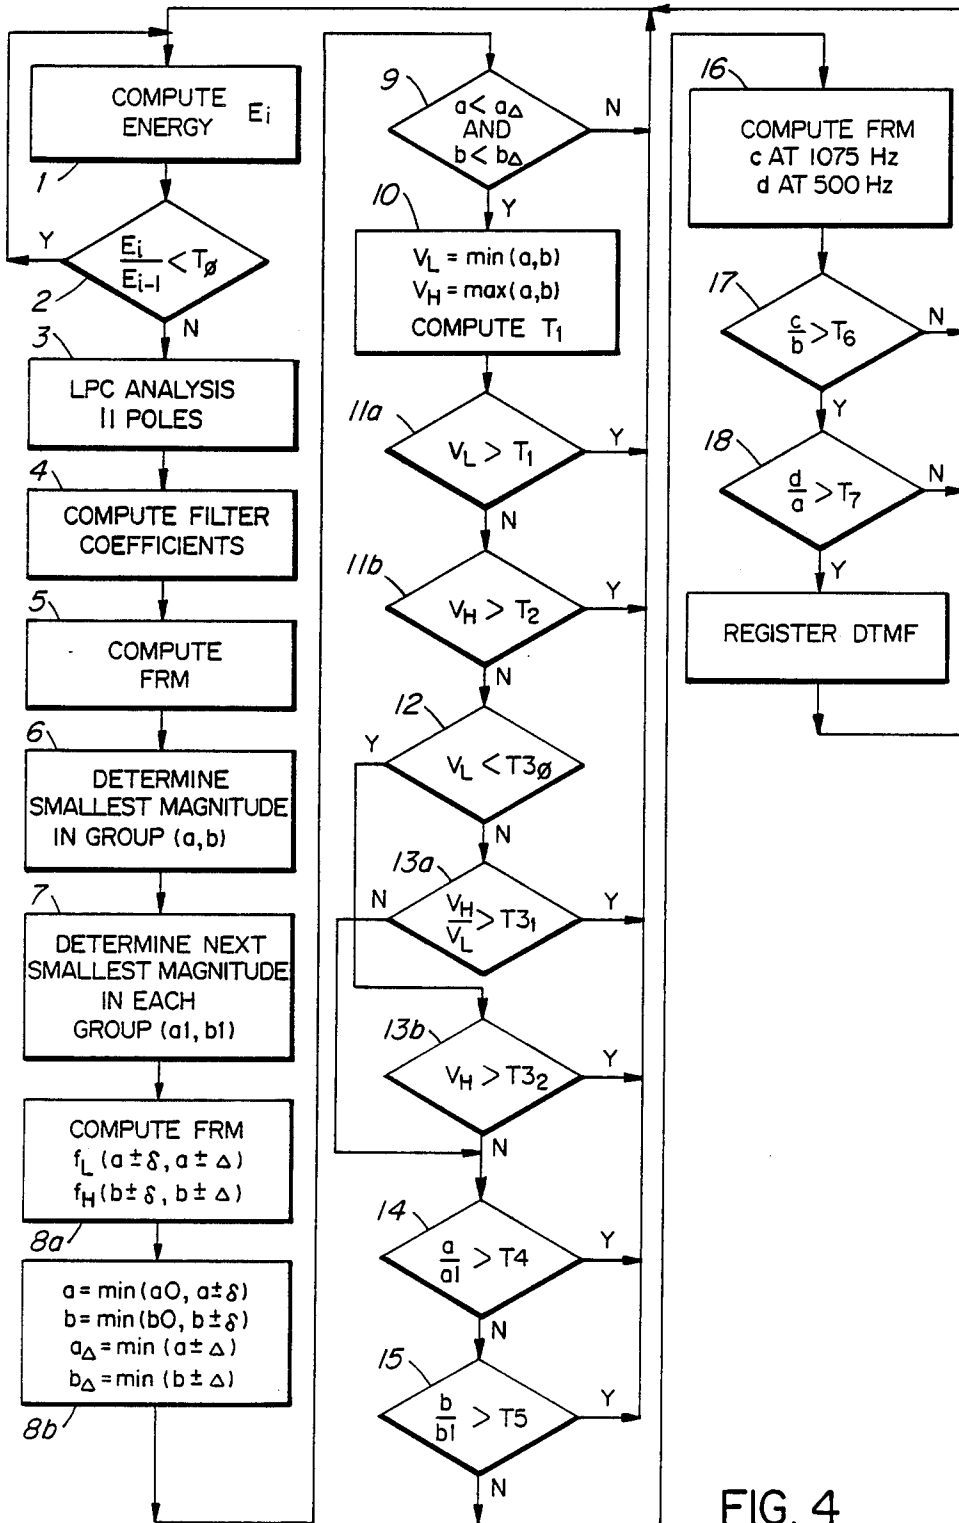 COMPUTE
ENERGY Ei
1
Y
Ei
Ei-1
< TØ
2
N
3
LPC ANALYSIS
11 POLES
4
COMPUTE FILTER
COEFFICIENTS
5
COMPUTE
FRM
6
DETERMINE
SMALLEST MAGNITUDE
IN GROUP (a,b)
7
DETERMINE NEXT
SMALLEST MAGNITUDE
IN EACH
GROUP (a1, b1)
COMPUTE FRM
fL (a ± δ, a ± Δ)
fH (b ± δ, b ± Δ)
8a
a = min (a0, a±δ)
b = min (b0, b±δ)
aΔ = min (a ± Δ)
bΔ = min (b ± Δ)
8b
9
a < aΔ
AND
b < bΔ
N
Y
10
VL = min (a,b)
VH = max (a,b)
COMPUTE T1
11a
VL > T1
Y
N
11b
VH > T2
Y
N
12
Y
VL < T3Ø
N
13a
N
VH
VL
> T31
Y
13b
VH > T32
Y
N
14
a
a1
> T4
Y
N
15
b
b1
> T5
Y
N
16
COMPUTE FRM
c AT 1075 Hz
d AT 500 Hz
17
c
b
> T6
N
Y
18
d
a
> T7
N
Y
REGISTER DTMF
FIG. 4